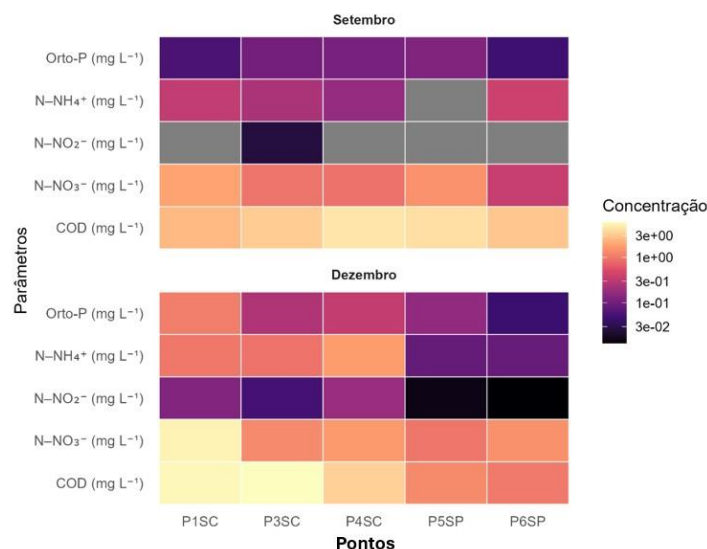 Setembro
Orto-P (mg L⁻¹)
N–NH₄⁺ (mg L⁻¹)
N–NO₂⁻ (mg L⁻¹)
N–NO₃⁻ (mg L⁻¹)
COD (mg L⁻¹)
Parâmetros
Concentração
3e+00
1e+00
3e-01
1e-01
3e-02
Dezembro
Orto-P (mg L⁻¹)
N–NH₄⁺ (mg L⁻¹)
N–NO₂⁻ (mg L⁻¹)
N–NO₃⁻ (mg L⁻¹)
COD (mg L⁻¹)
P1SC P3SC P4SC P5SP P6SP
Pontos